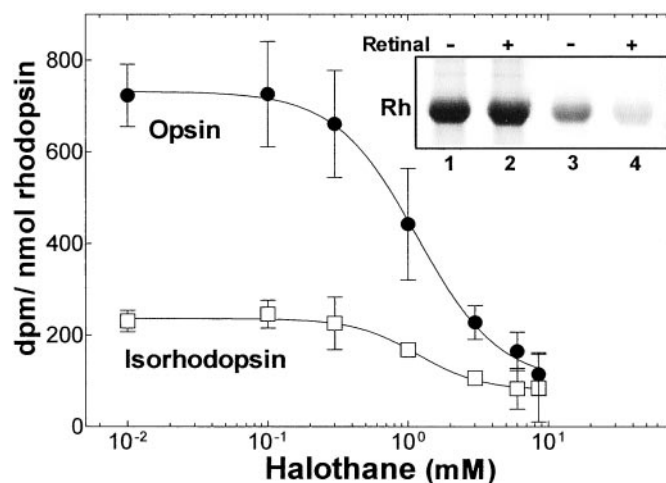 800
600
400
200
0
dpm/ nmol rhodopsin
Opsin
Isorhodopsin
Retinal - + - +
Rh
1 2 3 4
10⁻² 10⁻¹ 10⁰ 10¹
Halothane (mM)